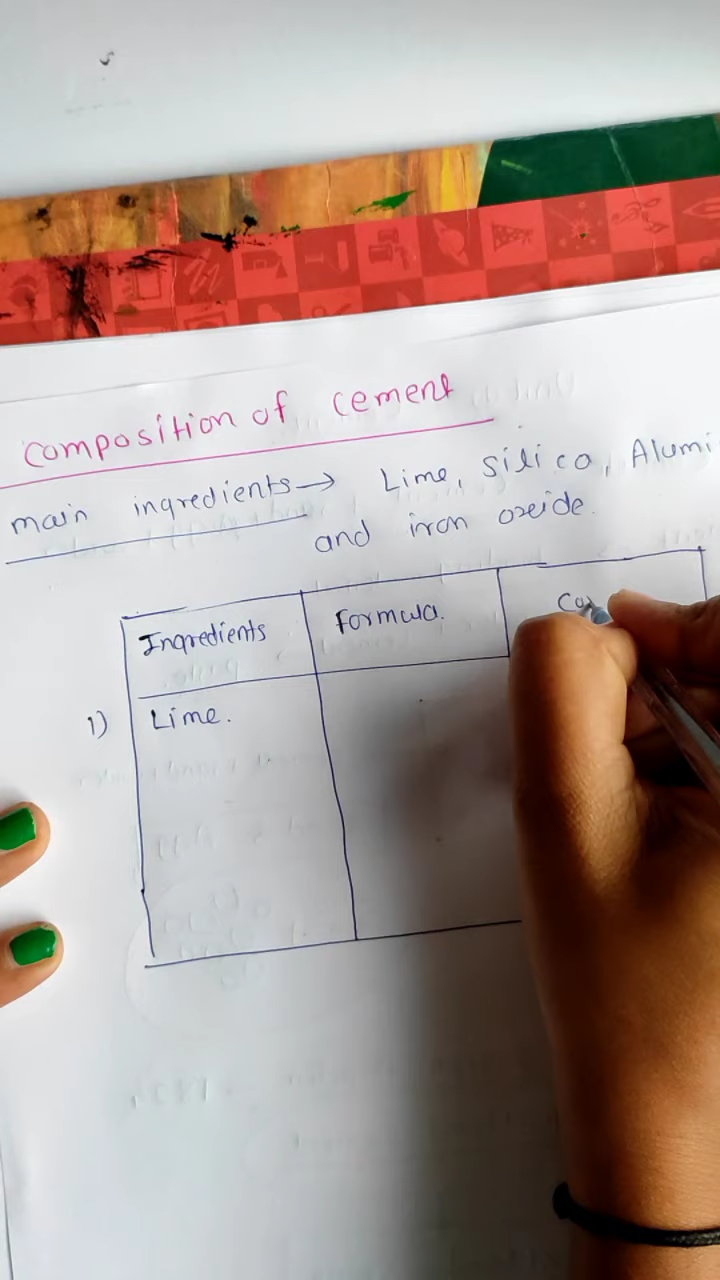 Composition of cement
main ingredients → Lime, Silica, Alumi
and iron oxide.
Ingredients Formula.
1) Lime.